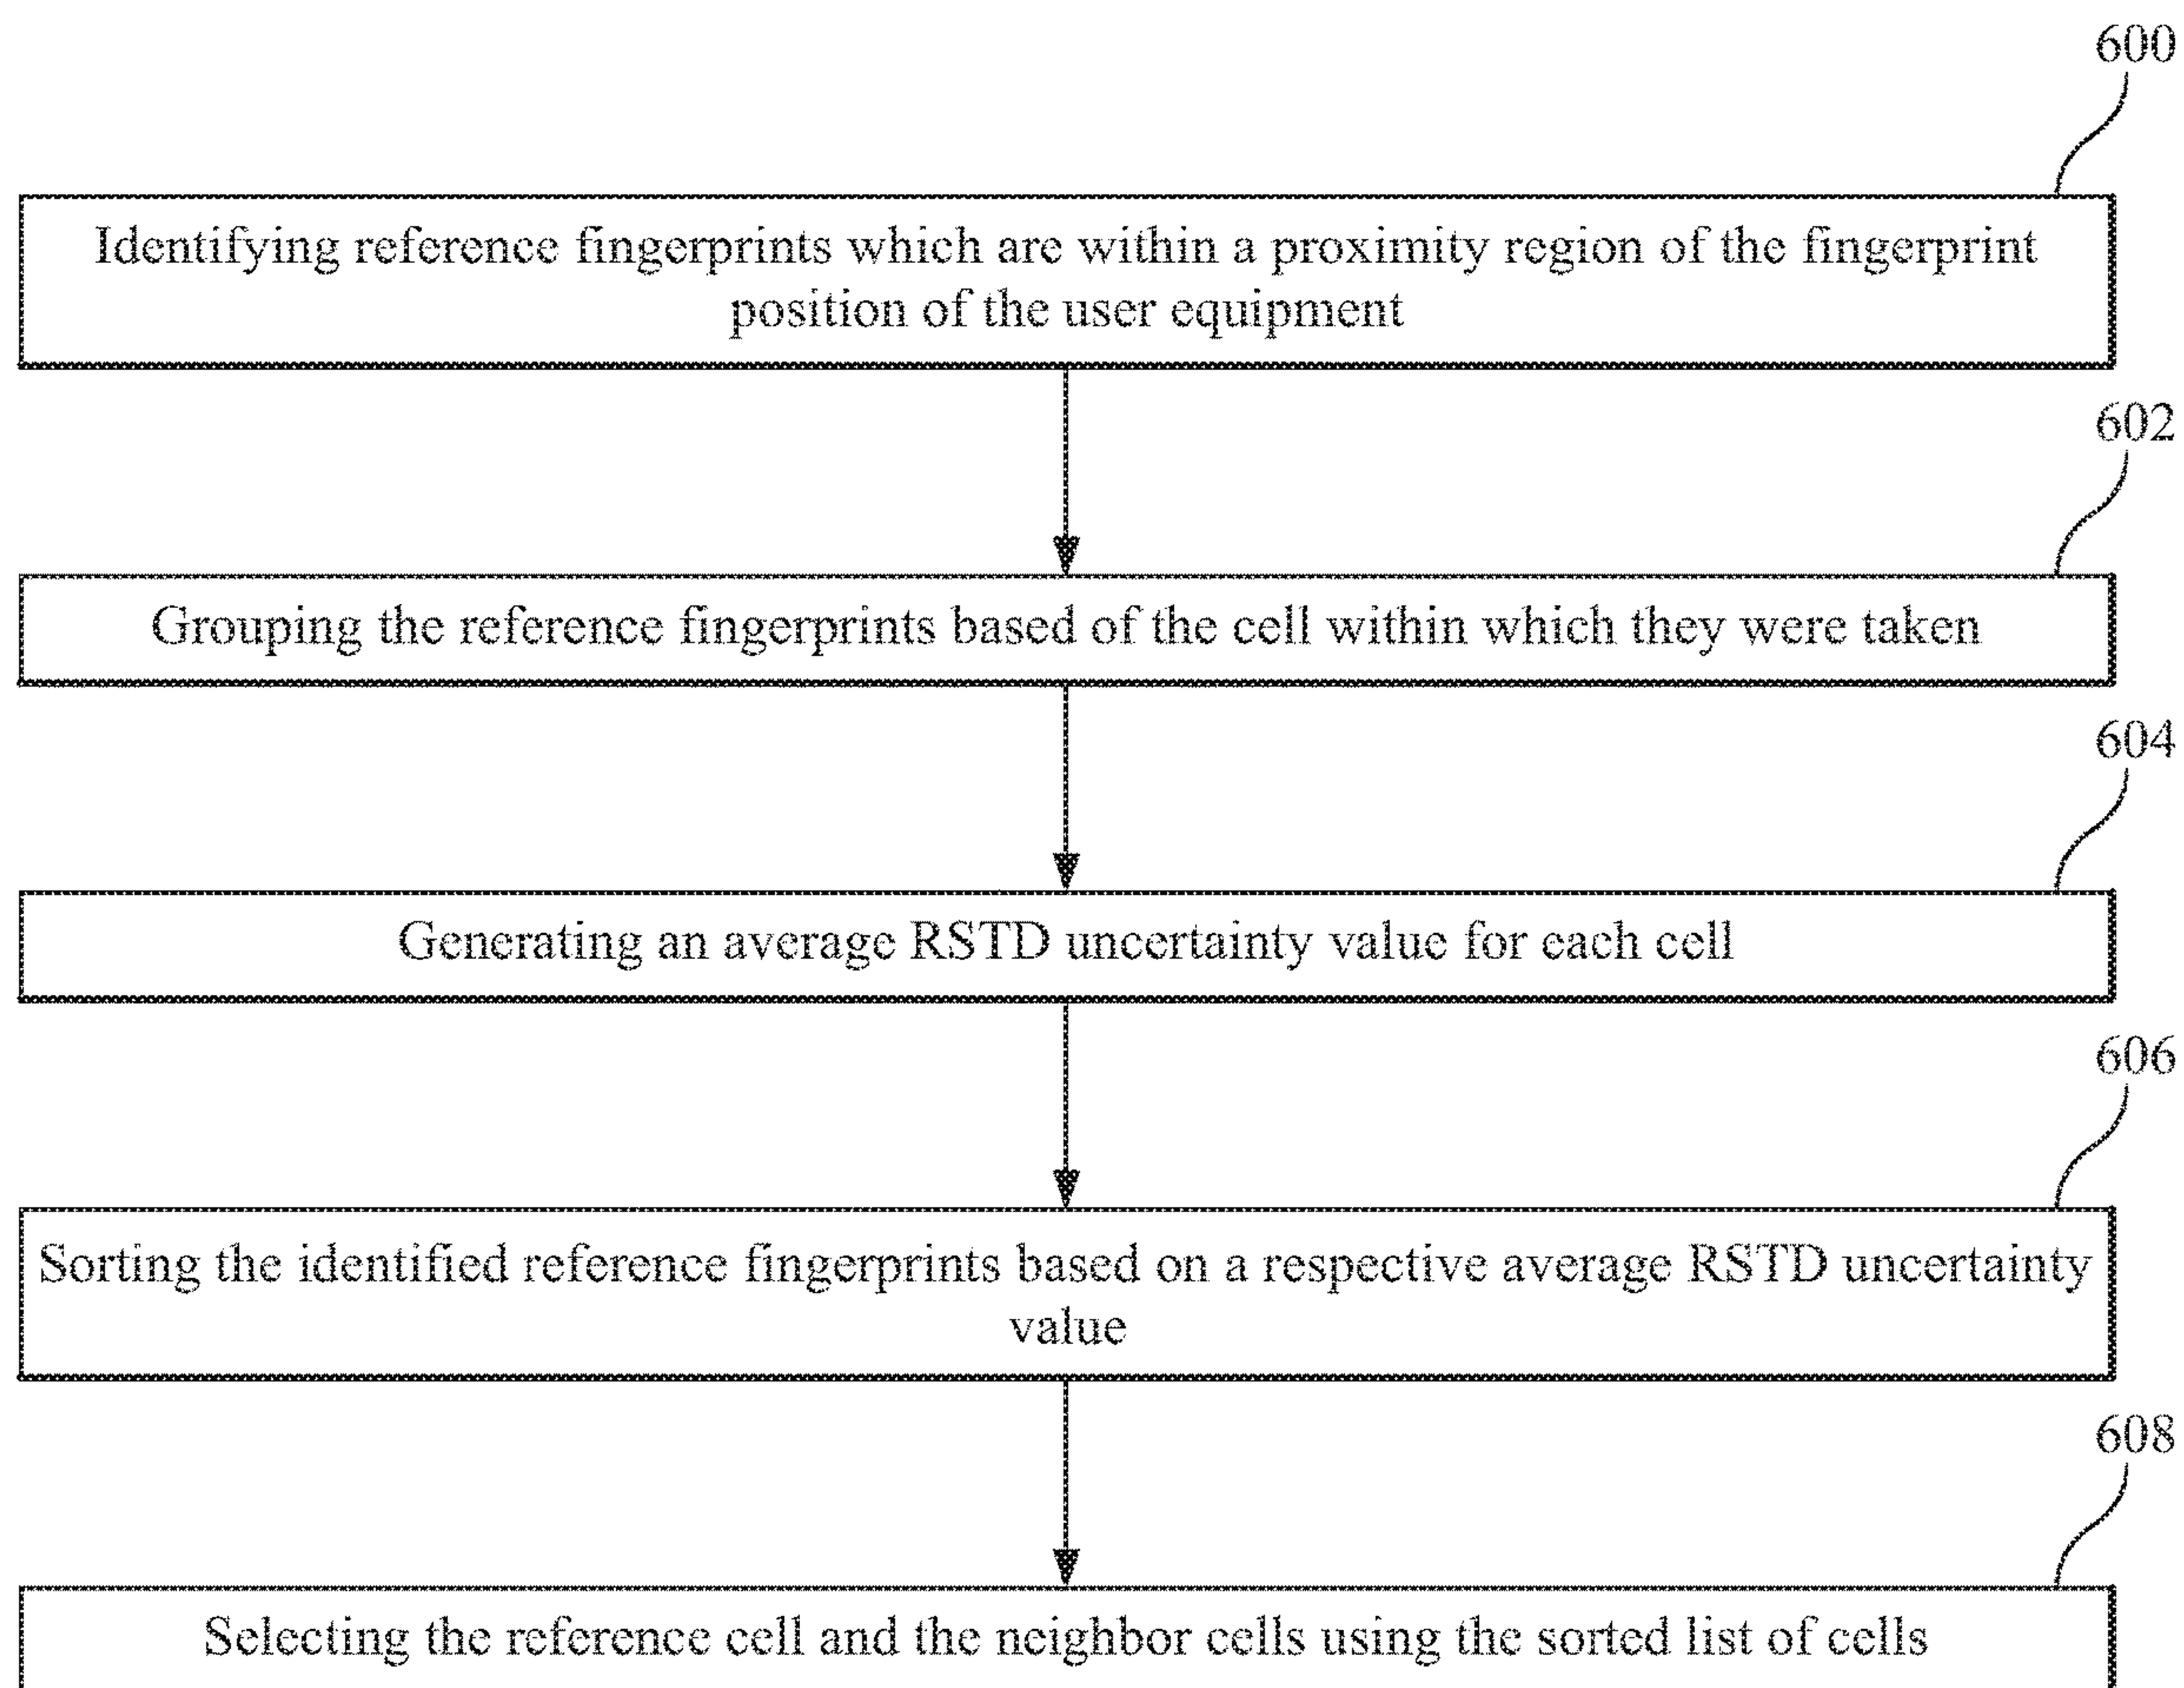 600
Identifying reference fingerprints which are within a proximity region of the fingerprint
position of the user equipment
602
Grouping the reference fingerprints based of the cell within which they were taken
604
Generating an average RSTD uncertainty value for each cell
606
Sorting the identified reference fingerprints based on a respective average RSTD uncertainty
value
608
Selecting the reference cell and the neighbor cells using the sorted list of cells